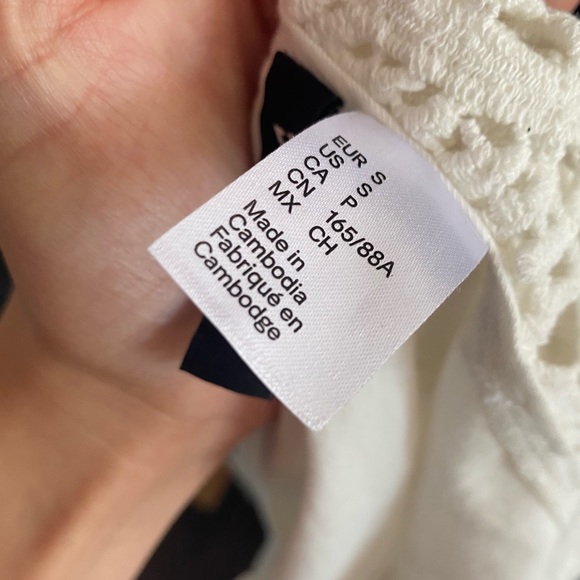 EUR S
US S
CA P
CN 165/88A
MX CH
Made in
Cambodia
Fabriqué en
Cambodge